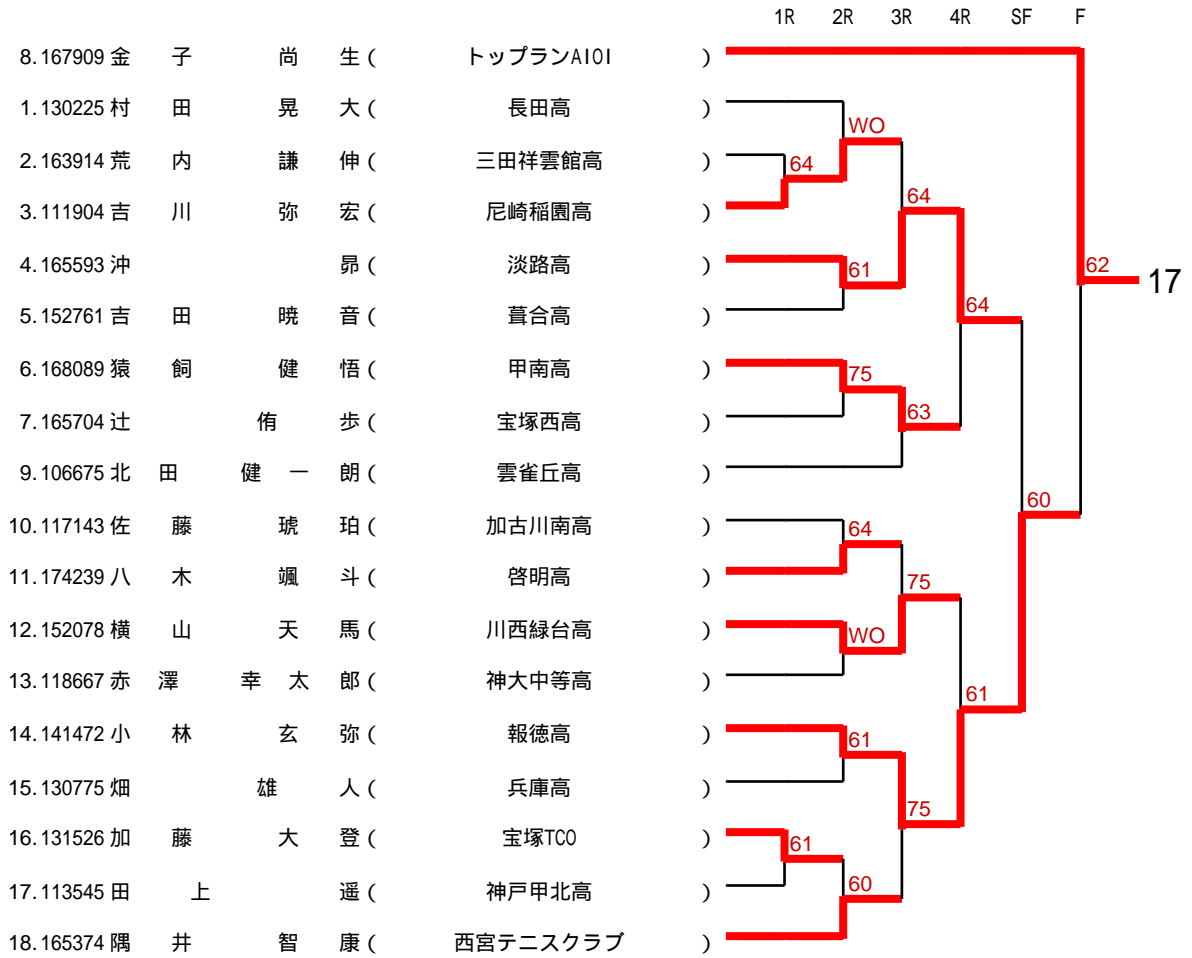 1R 2R 3R 4R SF F
8.167909 金 子 尚 生 ( トップランAIOI )
1.130225 村 田 晃 大 ( 長田高 )
WO
2.163914 荒 内 謙 伸 ( 三田祥雲館高 )
64
3.111904 吉 川 弥 宏 ( 尼崎稲園高 )
64
4.165593 沖 昴 ( 淡路高 )
61
62
17
5.152761 吉 田 暁 音 ( 葺合高 )
64
6.168089 猿 飼 健 悟 ( 甲南高 )
75
7.165704 辻 侑 歩 ( 宝塚西高 )
63
9.106675 北 田 健 一 朗 ( 雲雀丘高 )
60
10.117143 佐 藤 琥 珀 ( 加古川南高 )
64
11.174239 八 木 颯 斗 ( 啓明高 )
75
12.152078 横 山 天 馬 ( 川西緑台高 )
WO
13.118667 赤 澤 幸 太 郎 ( 神大中等高 )
61
14.141472 小 林 玄 弥 ( 報徳高 )
61
15.130775 畑 雄 人 ( 兵庫高 )
75
16.131526 加 藤 大 登 ( 宝塚TCO )
61
17.113545 田 上 遥 ( 神戸甲北高 )
60
18.165374 隅 井 智 康 ( 西宮テニスクラブ )